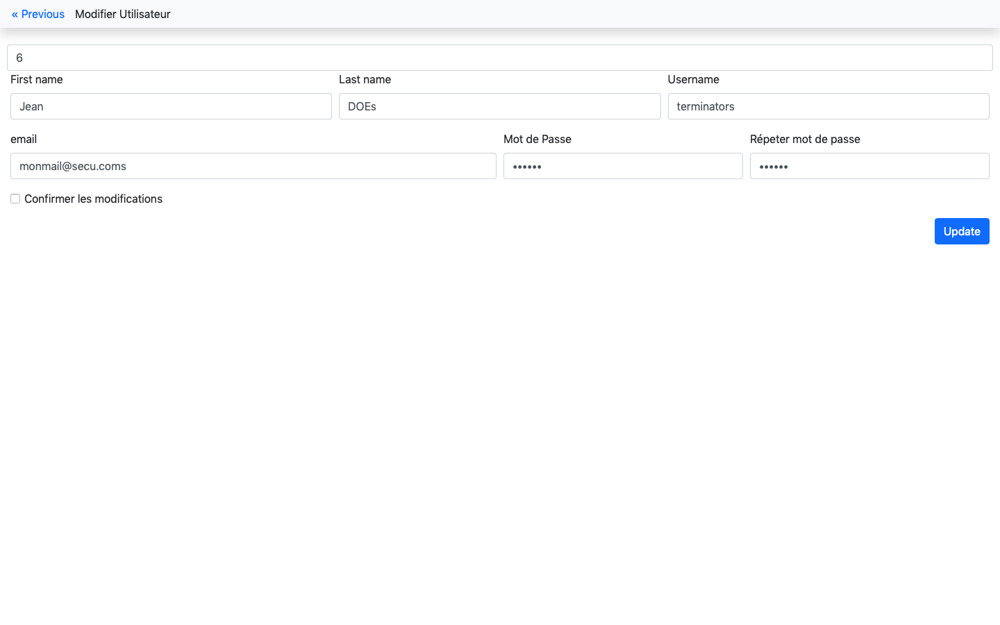 « Previous Modifier Utilisateur
6
First name Last name Username
Jean DOEs terminators
email Mot de Passe Répeter mot de passe
monmail@secu.coms •••••• ••••••
Confirmer les modifications
Update